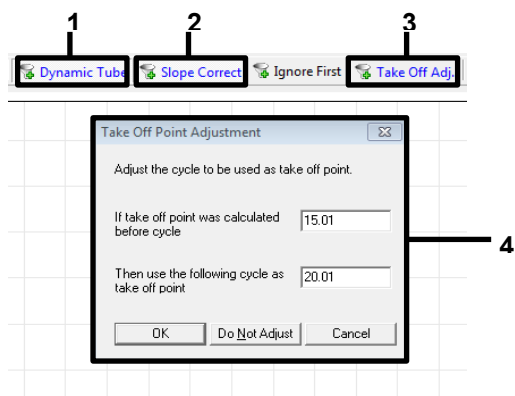 1 2 3
Dynamic Tube Slope Correct Ignore First Take Off Adj.
Take Off Point Adjustment
Adjust the cycle to be used as take off point.
If take off point was calculated
before cycle
15.01
Then use the following cycle as
take off point
20.01
OK Do Not Adjust Cancel
4